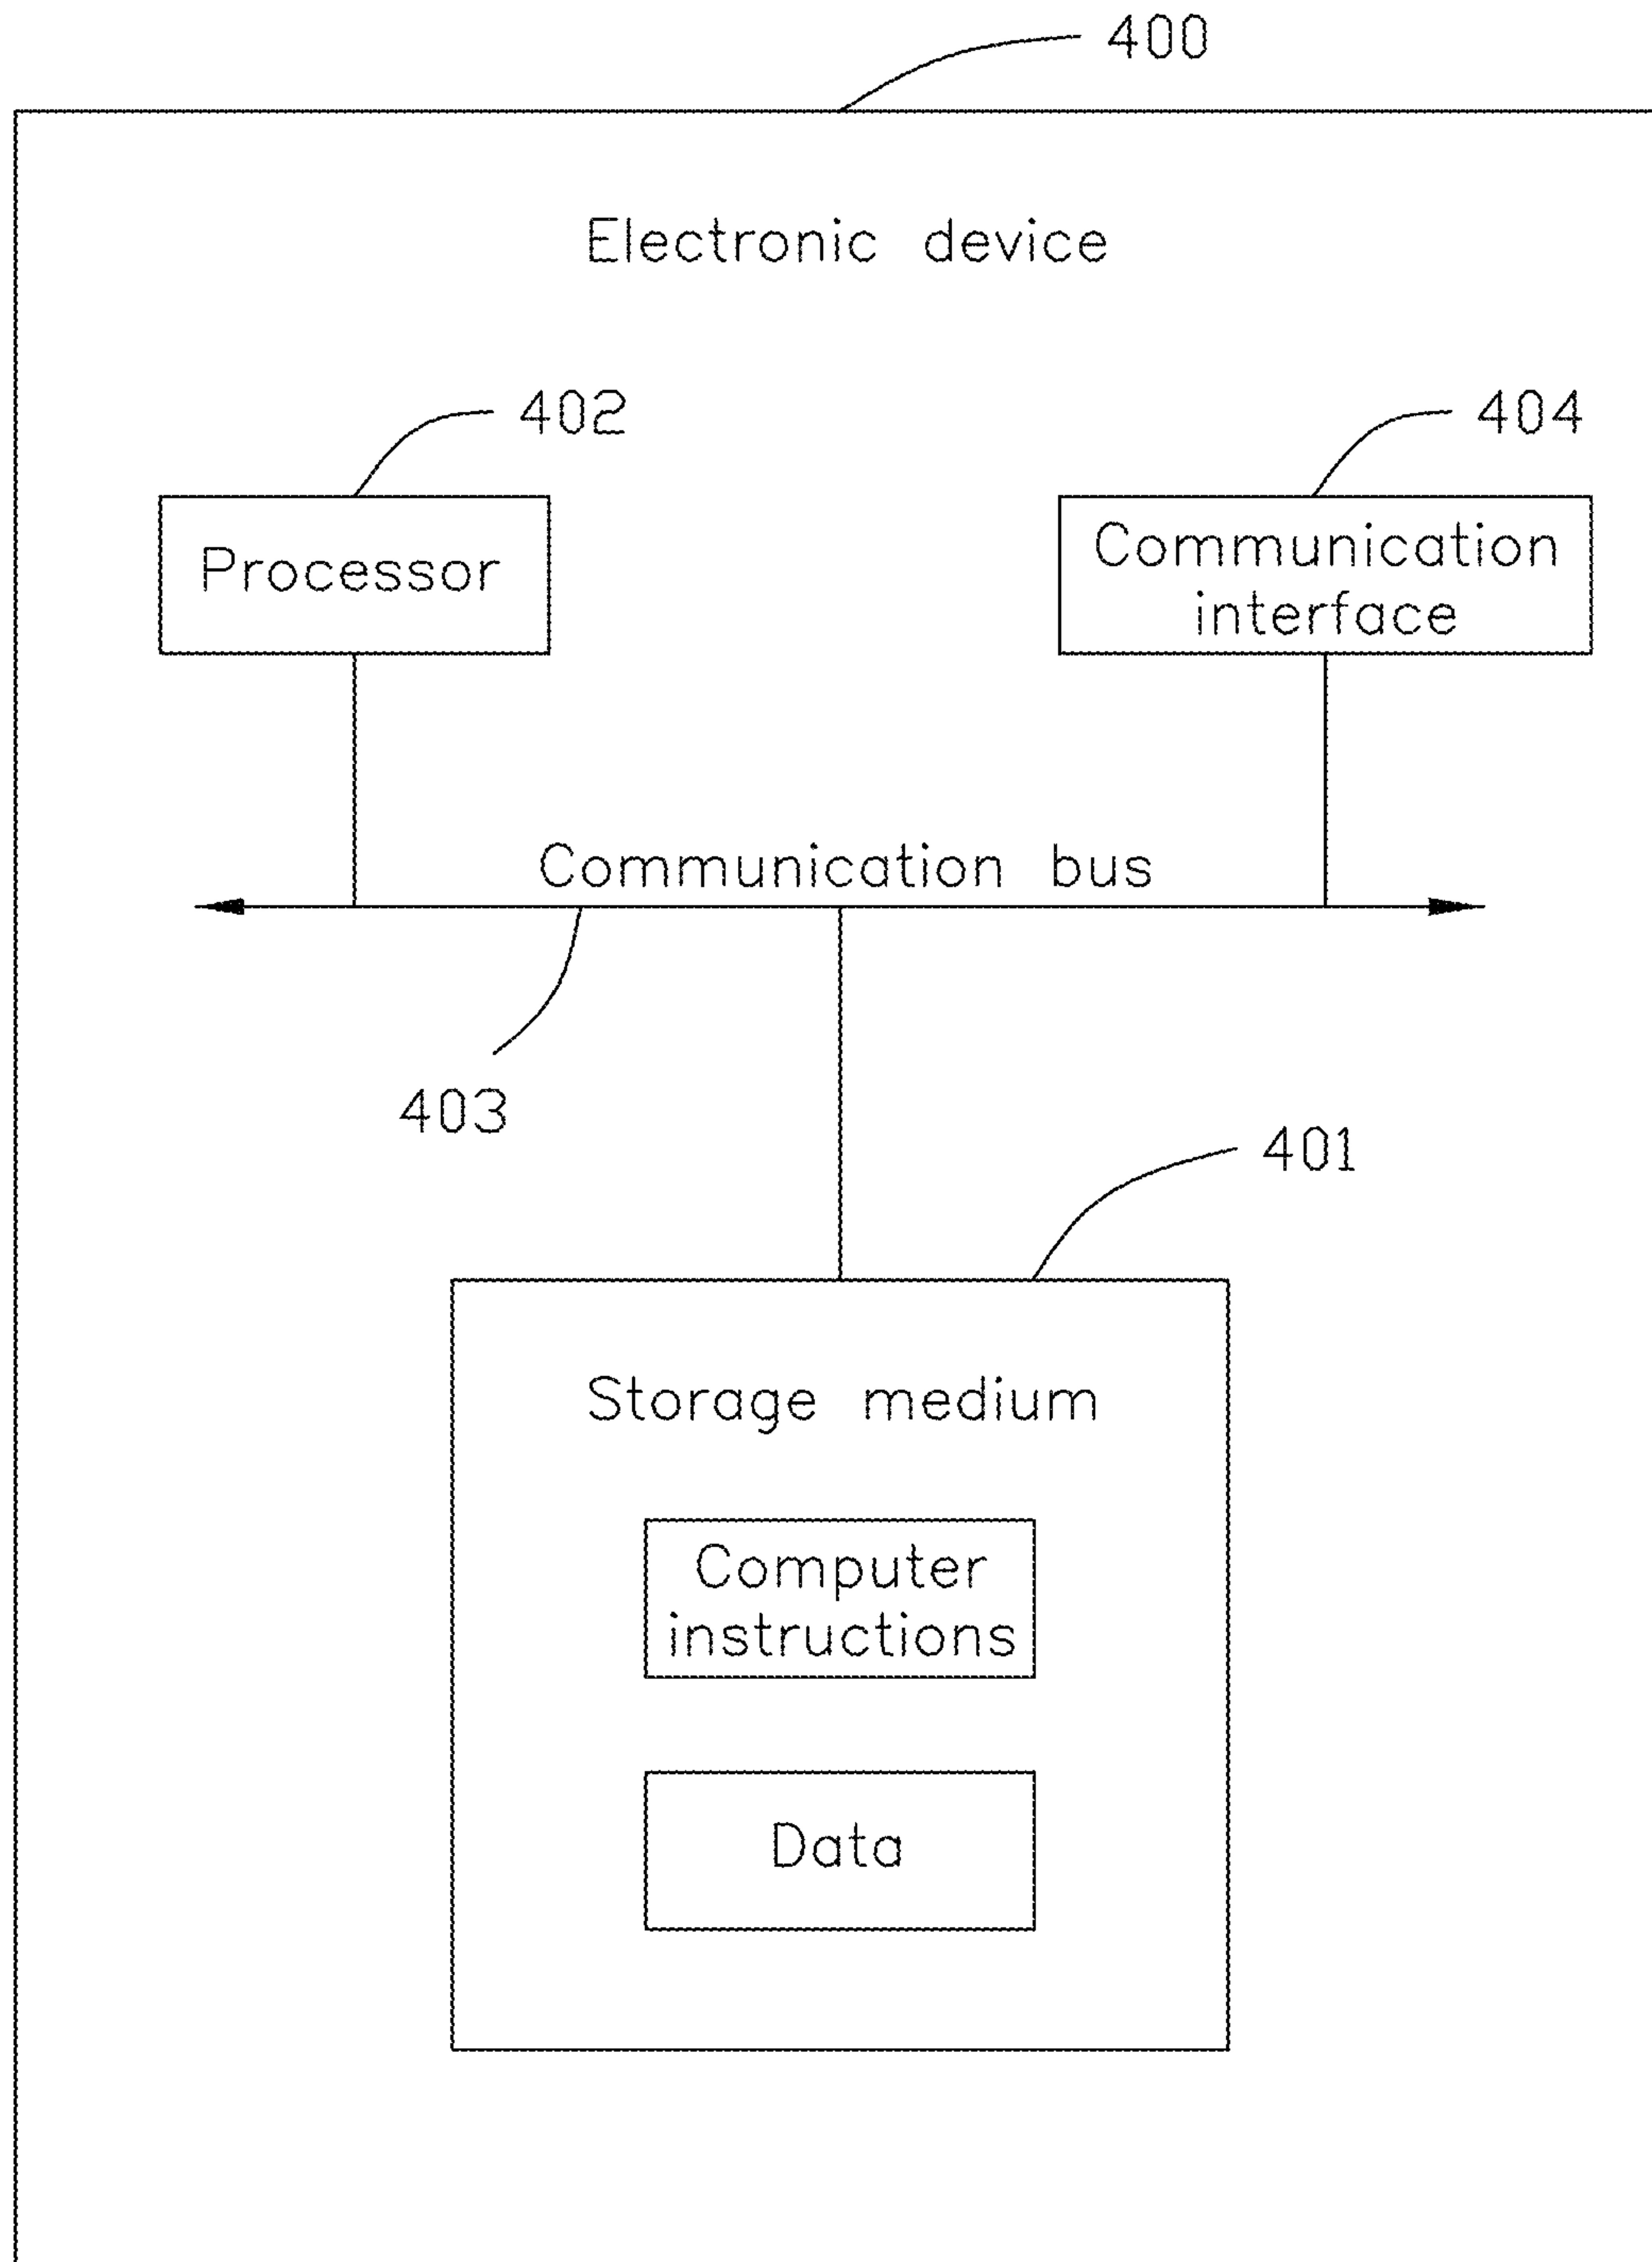 400
Electronic device
402
404
Processor
Communication
interface
Communication bus
403
401
Storage medium
Computer
instructions
Data